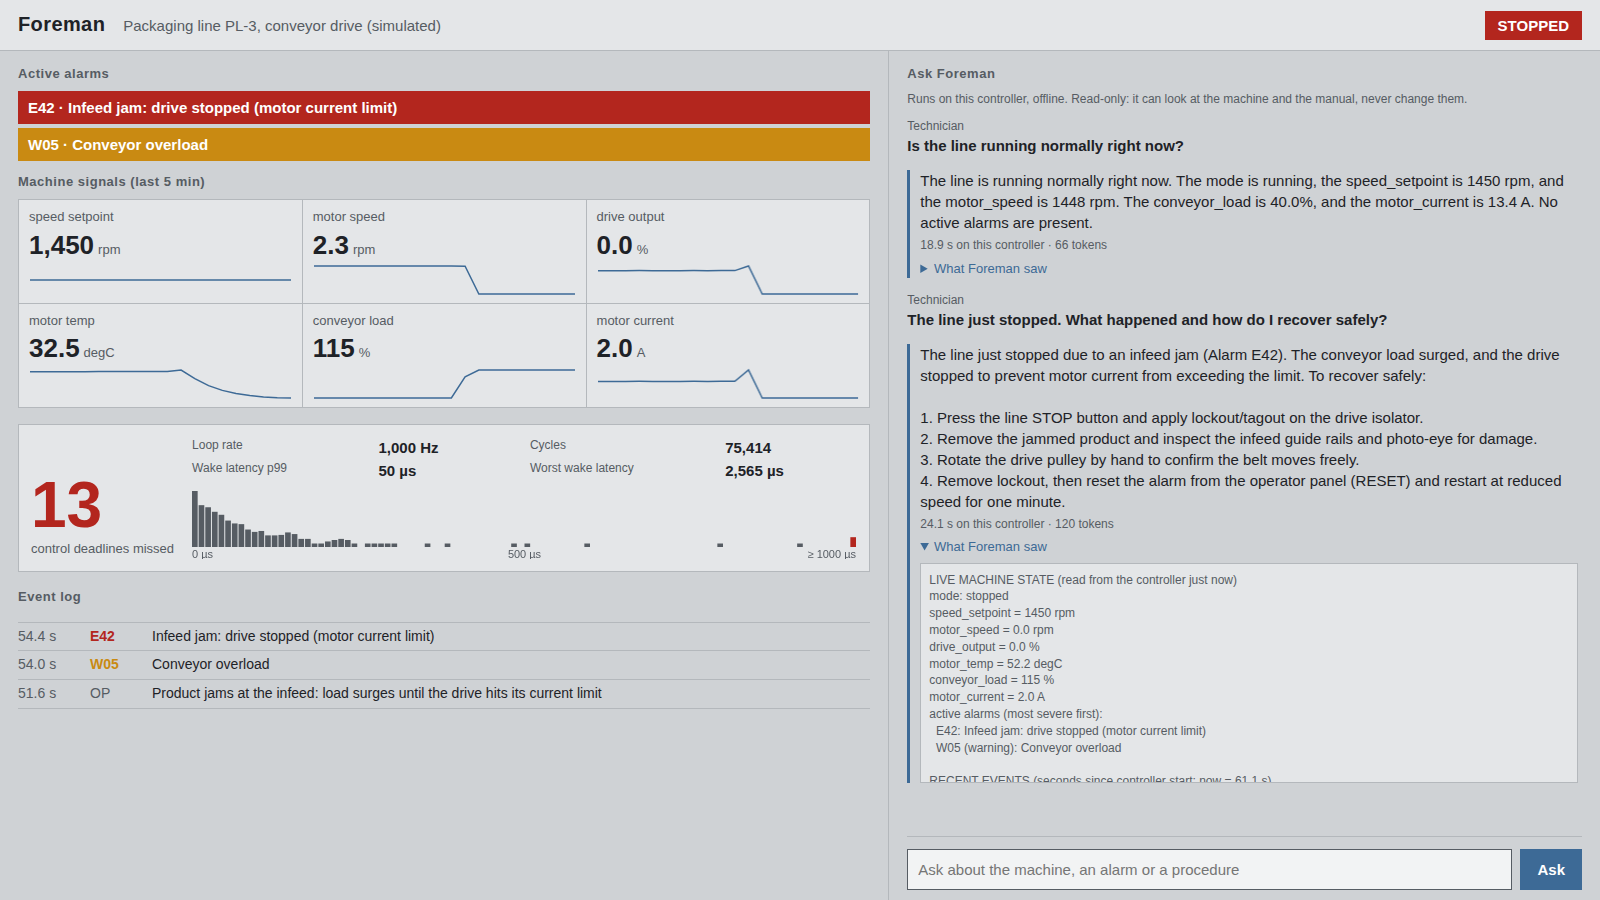 Foreman
Packaging line PL-3, conveyor drive (simulated)
STOPPED
Active alarms
E42 · Infeed jam: drive stopped (motor current limit)
W05 · Conveyor overload
Machine signals (last 5 min)
speed setpoint
1,450 rpm
motor speed
2.3 rpm
drive output
0.0 %
motor temp
32.5 degC
conveyor load
115 %
motor current
2.0 A
13
control deadlines missed
Loop rate
1,000 Hz
Cycles
75,414
Wake latency p99
50 µs
Worst wake latency
2,565 µs
0 µs
500 µs
≥ 1000 µs
Event log
54.4 s E42 Infeed jam: drive stopped (motor current limit)
54.0 s W05 Conveyor overload
51.6 s OP Product jams at the infeed: load surges until the drive hits its current limit
Ask Foreman
Runs on this controller, offline. Read-only: it can look at the machine and the manual, never change them.
Technician
Is the line running normally right now?
The line is running normally right now. The mode is running, the speed_setpoint is 1450 rpm, and
the motor_speed is 1448 rpm. The conveyor_load is 40.0%, and the motor_current is 13.4 A. No
active alarms are present.
18.9 s on this controller · 66 tokens
What Foreman saw
Technician
The line just stopped. What happened and how do I recover safely?
The line just stopped due to an infeed jam (Alarm E42). The conveyor load surged, and the drive
stopped to prevent motor current from exceeding the limit. To recover safely:
1. Press the line STOP button and apply lockout/tagout on the drive isolator.
2. Remove the jammed product and inspect the infeed guide rails and photo-eye for damage.
3. Rotate the drive pulley by hand to confirm the belt moves freely.
4. Remove lockout, then reset the alarm from the operator panel (RESET) and restart at reduced
speed for one minute.
24.1 s on this controller · 120 tokens
What Foreman saw
LIVE MACHINE STATE (read from the controller just now)
mode: stopped
speed_setpoint = 1450 rpm
motor_speed = 0.0 rpm
drive_output = 0.0 %
motor_temp = 52.2 degC
conveyor_load = 115 %
motor_current = 2.0 A
active alarms (most severe first):
E42: Infeed jam: drive stopped (motor current limit)
W05 (warning): Conveyor overload
RECENT EVENTS (seconds since controller start; now = 61.1 s)
Ask about the machine, an alarm or a procedure
Ask